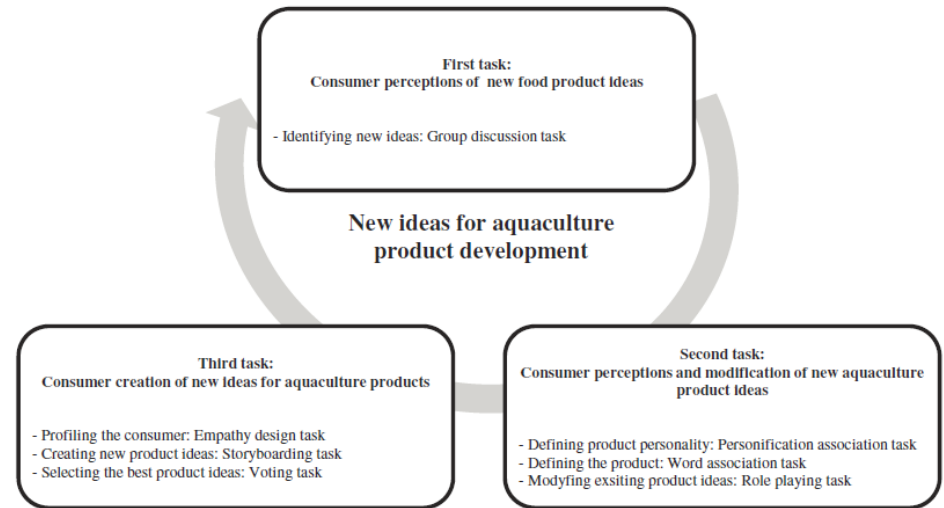 First task:
Consumer perceptions of new food product ideas
- Identifying new ideas: Group discussion task
New ideas for aquaculture
product development
Third task:
Consumer creation of new ideas for aquaculture products
- Profiling the consumer: Empathy design task
- Creating new product ideas: Storyboarding task
- Selecting the best product ideas: Voting task
Second task:
Consumer perceptions and modification of new aquaculture
product ideas
- Defining product personality: Personification association task
- Defining the product: Word association task
- Modyfing exsiting product ideas: Role playing task